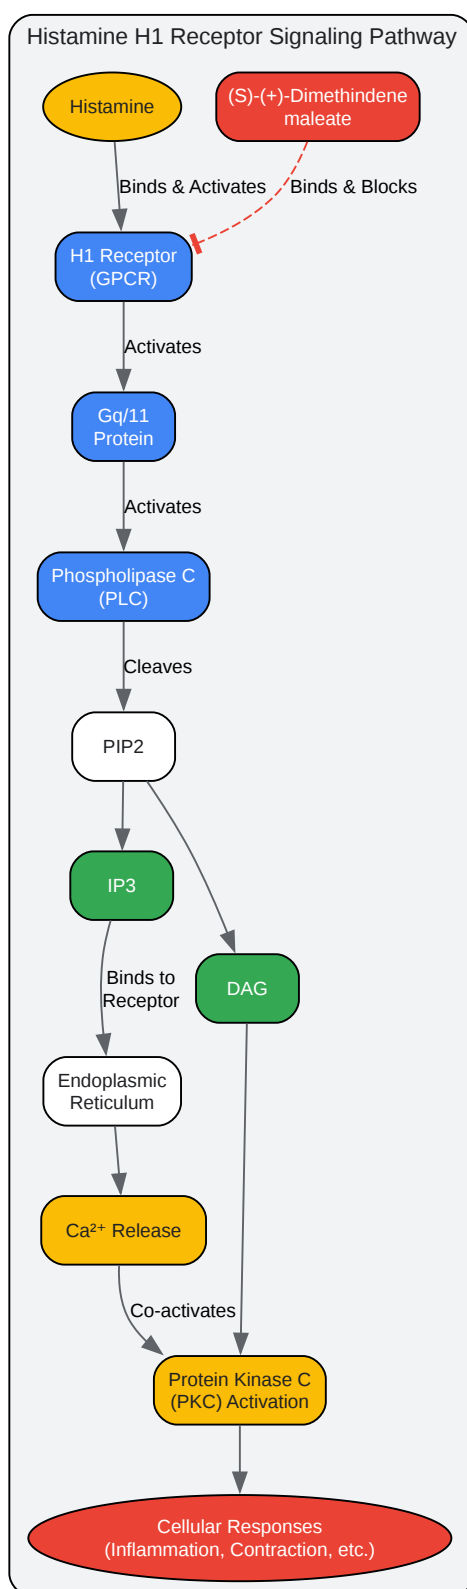 Histamine H1 Receptor Signaling Pathway
Histamine
(S)-(+)-Dimethindene
maleate
Binds & Activates
Binds & Blocks
H1 Receptor
(GPCR)
Activates
Gq/11
Protein
Activates
Phospholipase C
(PLC)
Cleaves
PIP2
IP3
Binds to
Receptor
DAG
Endoplasmic
Reticulum
Ca²⁺ Release
Co-activates
Protein Kinase C
(PKC) Activation
Cellular Responses
(Inflammation, Contraction, etc.)